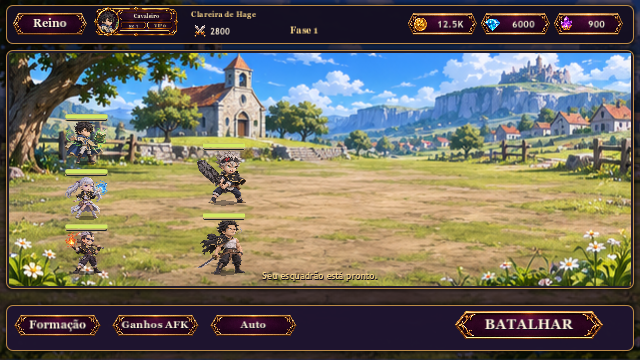 Reino
Cavaleiro
Clareira de Hage
2800
Fase 1
12.5K
6000
900
Seu esquadrão está pronto.
Formação
Ganhos AFK
Auto
BATALHAR